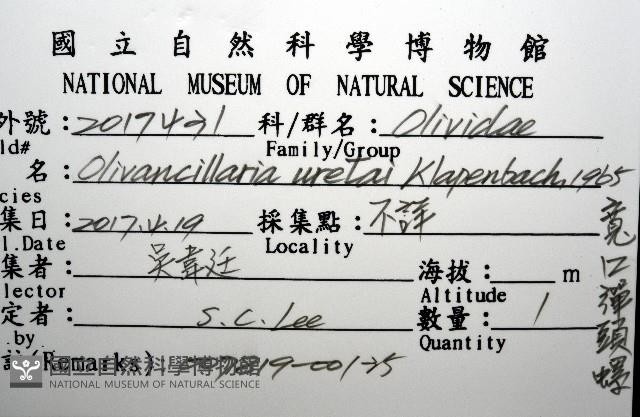 國立自然科學博物館
NATIONAL MUSEUM OF NATURAL SCIENCE
外號：2017431 科/群名：Olividae
ld# Family/Group
名：Olivancillaria uretai Klapenbach, 1965
cies
集日：2017.4.19 採集點：不詳
l.Date Locality
集者：吳韋廷 海拔： m
lector Altitude
定者：S.C.Lee 數量：1
by Quantity
(Remarks)
寬口彈頭螺
國立自然科學博物館
NATIONAL MUSEUM OF NATURAL SCIENCE